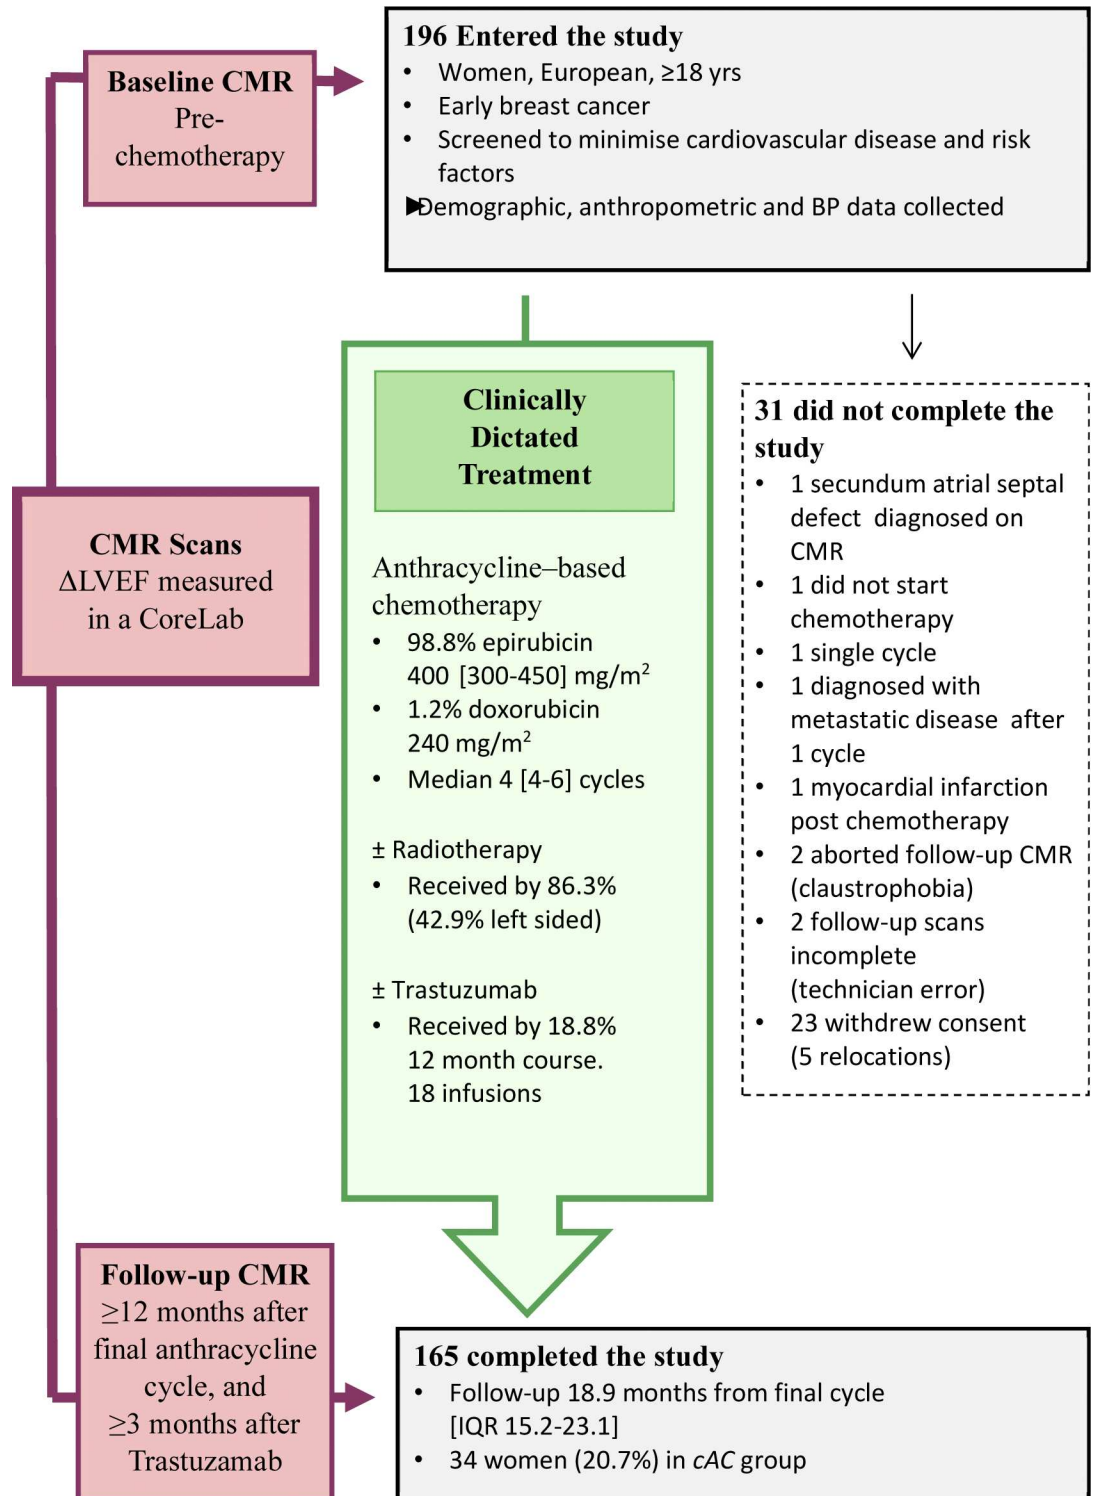 Baseline CMR
Pre-
chemotherapy
196 Entered the study
• Women, European, ≥18 yrs
• Early breast cancer
• Screened to minimise cardiovascular disease and risk
factors
▶Demographic, anthropometric and BP data collected
CMR Scans
ΔLVEF measured
in a CoreLab
Clinically
Dictated
Treatment
Anthracycline–based
chemotherapy
• 98.8% epirubicin
400 [300-450] mg/m²
• 1.2% doxorubicin
240 mg/m²
• Median 4 [4-6] cycles
± Radiotherapy
• Received by 86.3%
(42.9% left sided)
± Trastuzumab
• Received by 18.8%
12 month course.
18 infusions
31 did not complete the
study
• 1 secundum atrial septal
defect diagnosed on
CMR
• 1 did not start
chemotherapy
• 1 single cycle
• 1 diagnosed with
metastatic disease after
1 cycle
• 1 myocardial infarction
post chemotherapy
• 2 aborted follow-up CMR
(claustrophobia)
• 2 follow-up scans
incomplete
(technician error)
• 23 withdrew consent
(5 relocations)
Follow-up CMR
≥12 months after
final anthracycline
cycle, and
≥3 months after
Trastuzamab
165 completed the study
• Follow-up 18.9 months from final cycle
[IQR 15.2-23.1]
• 34 women (20.7%) in cAC group